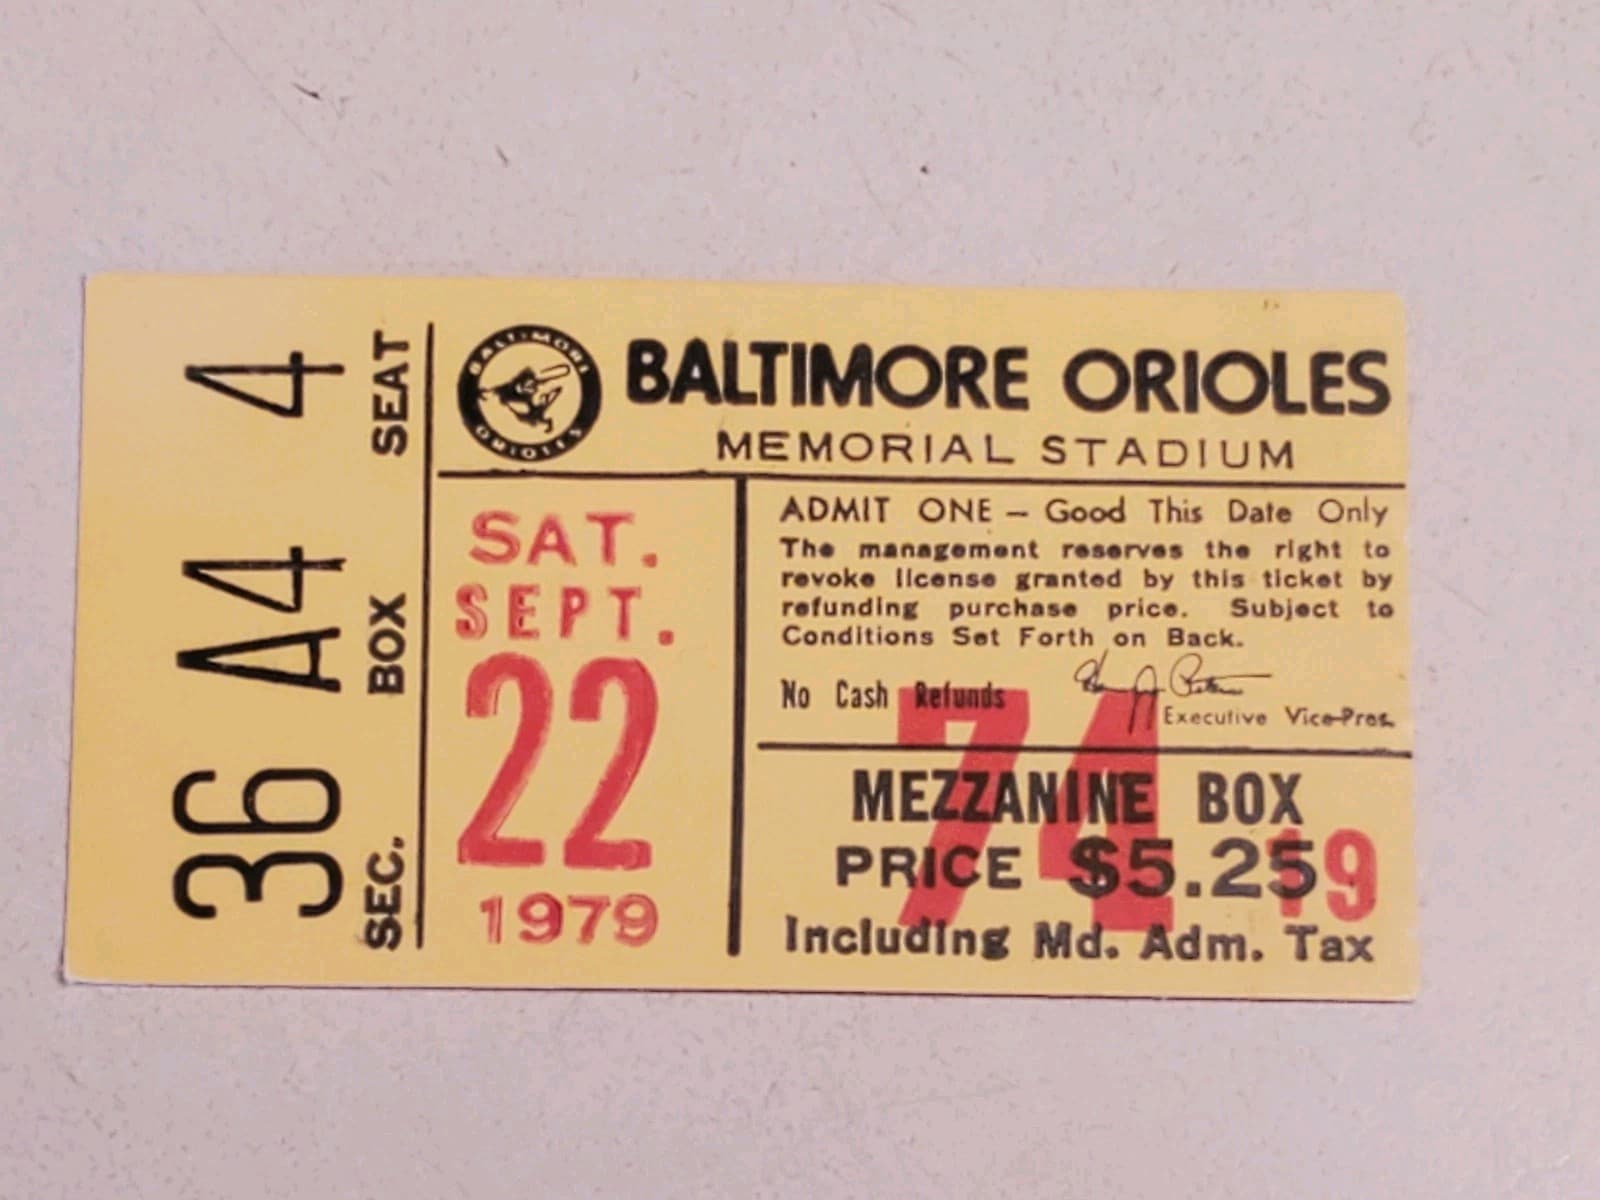 36 A4 4
SEC. BOX SEAT
BALTIMORE ORIOLES
BALTIMORE ORIOLES
MEMORIAL STADIUM
SAT.
SEPT.
22
1979
ADMIT ONE — Good This Date Only
The management reserves the right to
revoke license granted by this ticket by
refunding purchase price. Subject to
Conditions Set Forth on Back.
No Cash Refunds
Executive Vice-Pres.
74
MEZZANINE BOX
PRICE $5.25
19
Including Md. Adm. Tax